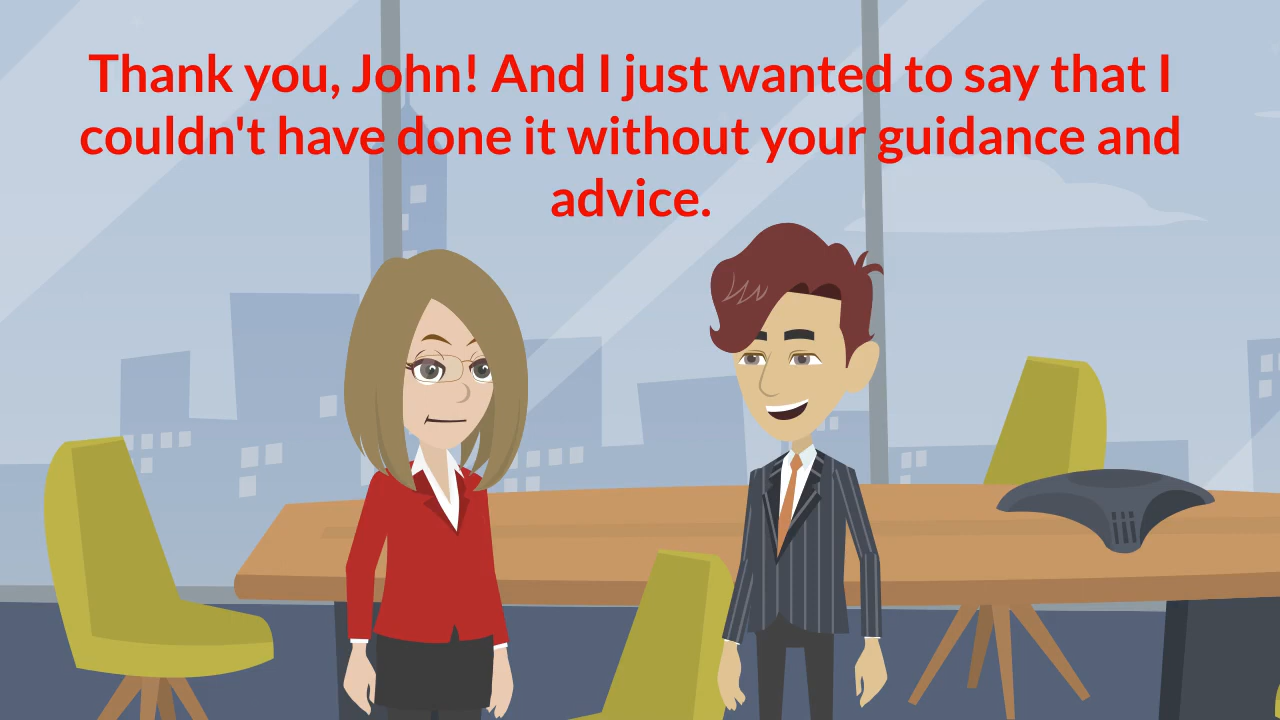 Thank you, John! And I just wanted to say that I
couldn't have done it without your guidance and
advice.